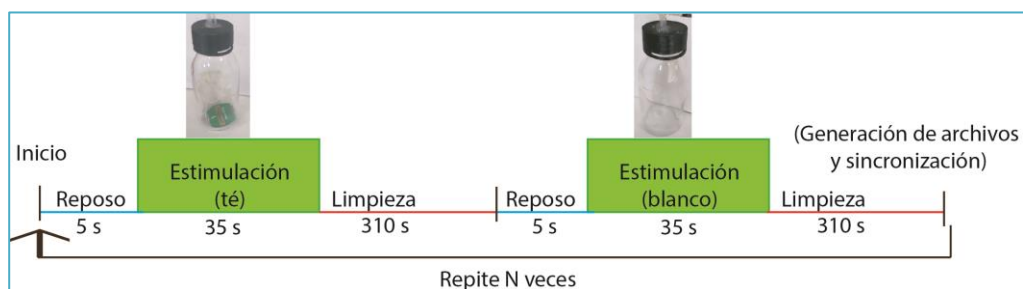 Inicio
Reposo
5 s
Estimulación
(té)
35 s
Limpieza
310 s
Reposo
5 s
Estimulación
(blanco)
35 s
Limpieza
310 s
(Generación de archivos
y sincronización)
Repite N veces